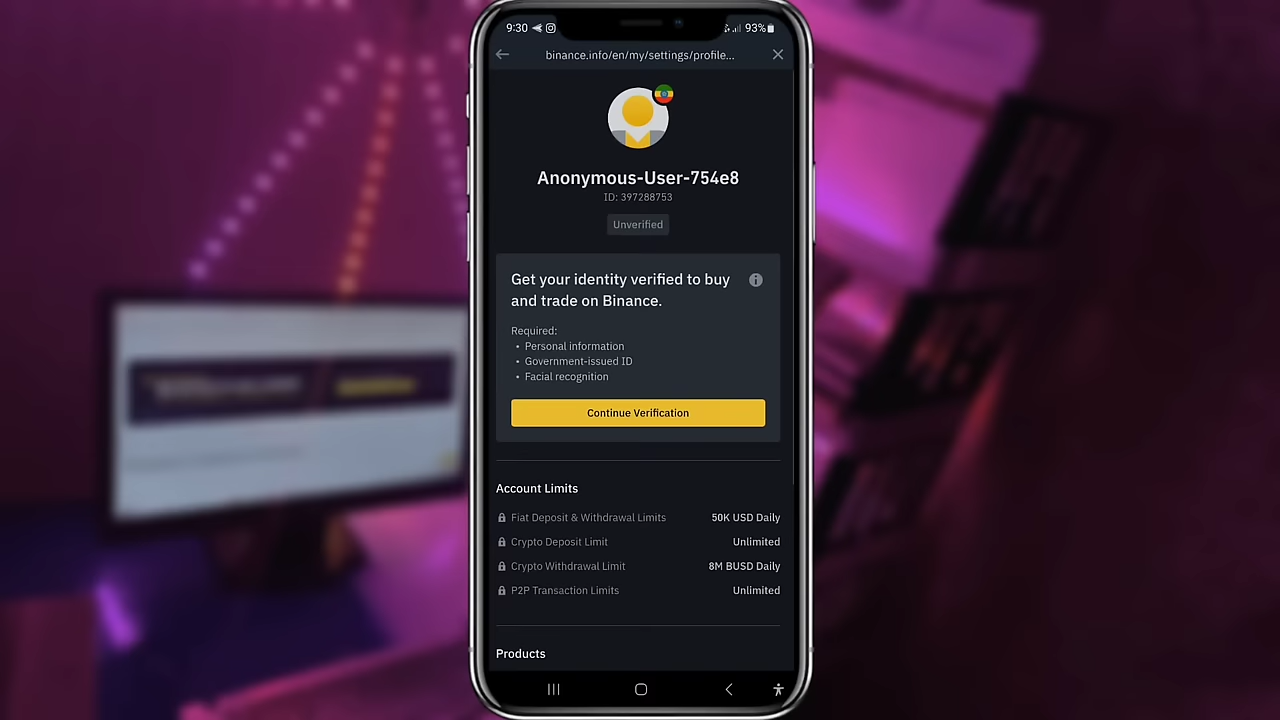 9:30
93%
binance.info/en/my/settings/profile...
Anonymous-User-754e8
ID: 397288753
Unverified
Get your identity verified to buy
and trade on Binance.
Required:
• Personal information
• Government-issued ID
• Facial recognition
Continue Verification
Account Limits
Fiat Deposit & Withdrawal Limits 50K USD Daily
Crypto Deposit Limit Unlimited
Crypto Withdrawal Limit 8M BUSD Daily
P2P Transaction Limits Unlimited
Products